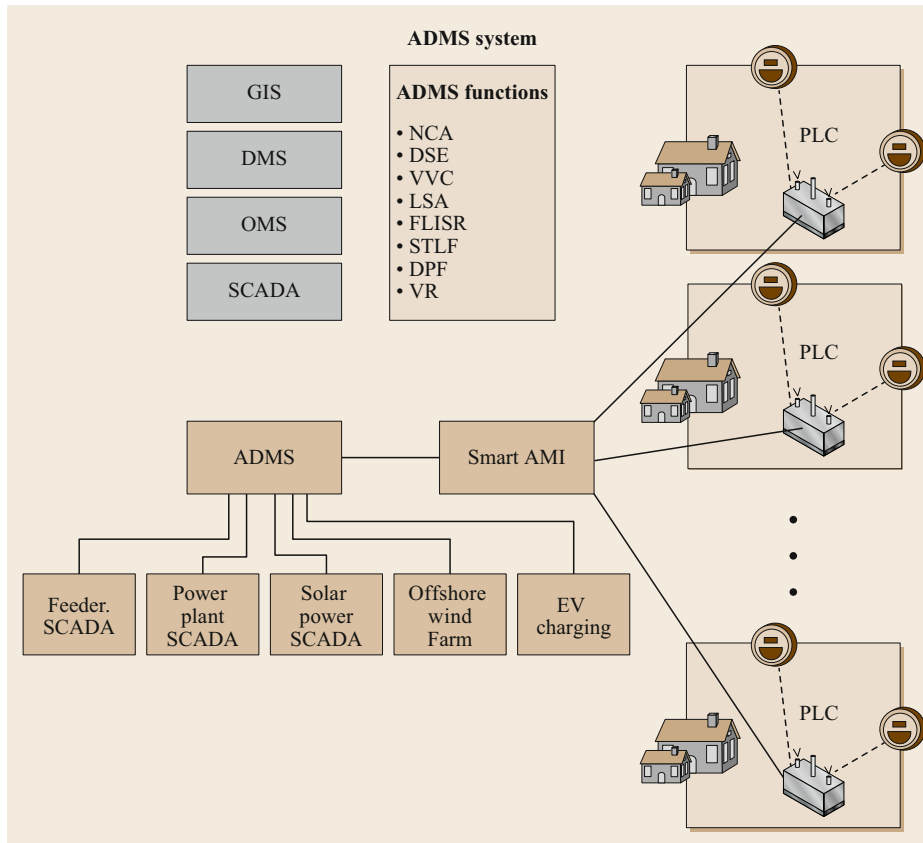 ADMS system
GIS
DMS
OMS
SCADA
ADMS functions
• NCA
• DSE
• VVC
• LSA
• FLISR
• STLF
• DPF
• VR
PLC
PLC
ADMS
Smart AMI
Feeder.
SCADA
Power
plant
SCADA
Solar
power
SCADA
Offshore
wind
Farm
EV
charging
PLC